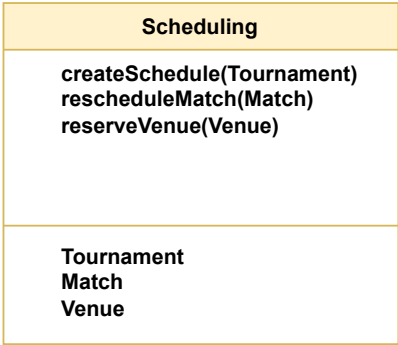 Scheduling
createSchedule(Tournament)
rescheduleMatch(Match)
reserveVenue(Venue)
Tournament
Match
Venue